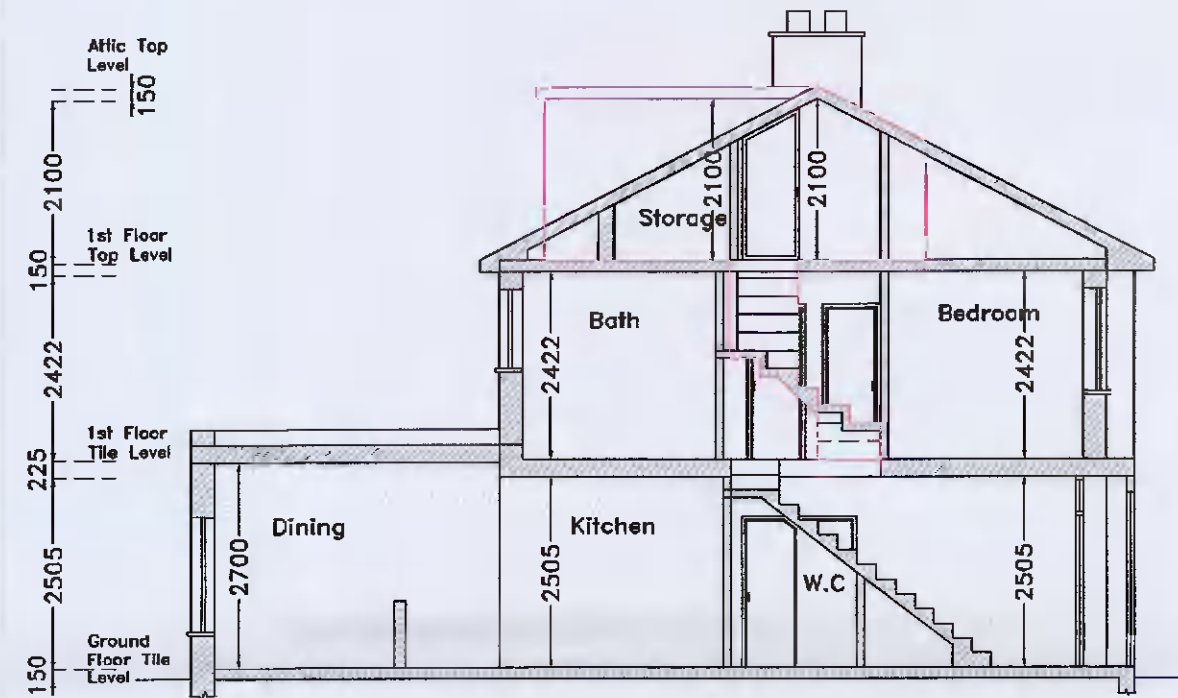 Attic Top
Level
150
2100
1st Floor
Top Level
150
2422
1st Floor
Tile Level
225
2505
Ground
Floor Tile
Level
150
2100
2100
Storage
Bath
Bedroom
2422
2422
Dining
Kitchen
2700
2505
W.C
2505